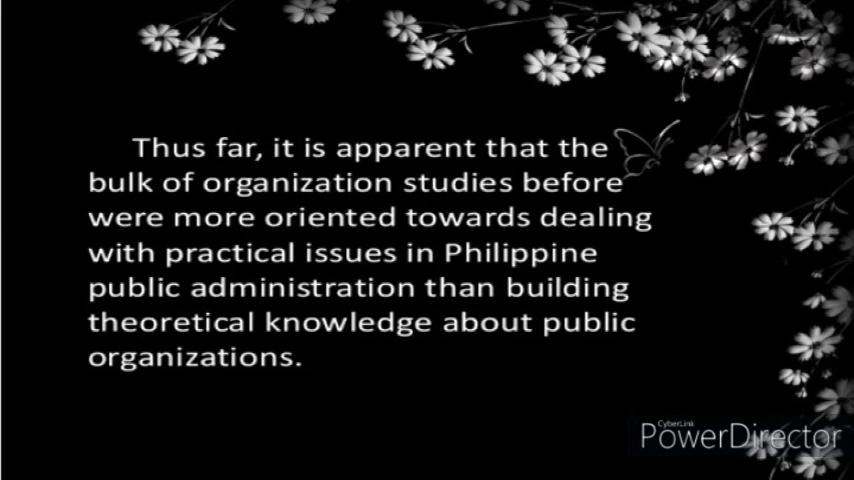 Thus far, it is apparent that the
bulk of organization studies before
were more oriented towards dealing
with practical issues in Philippine
public administration than building
theoretical knowledge about public
organizations.
CyberLink
PowerDirector